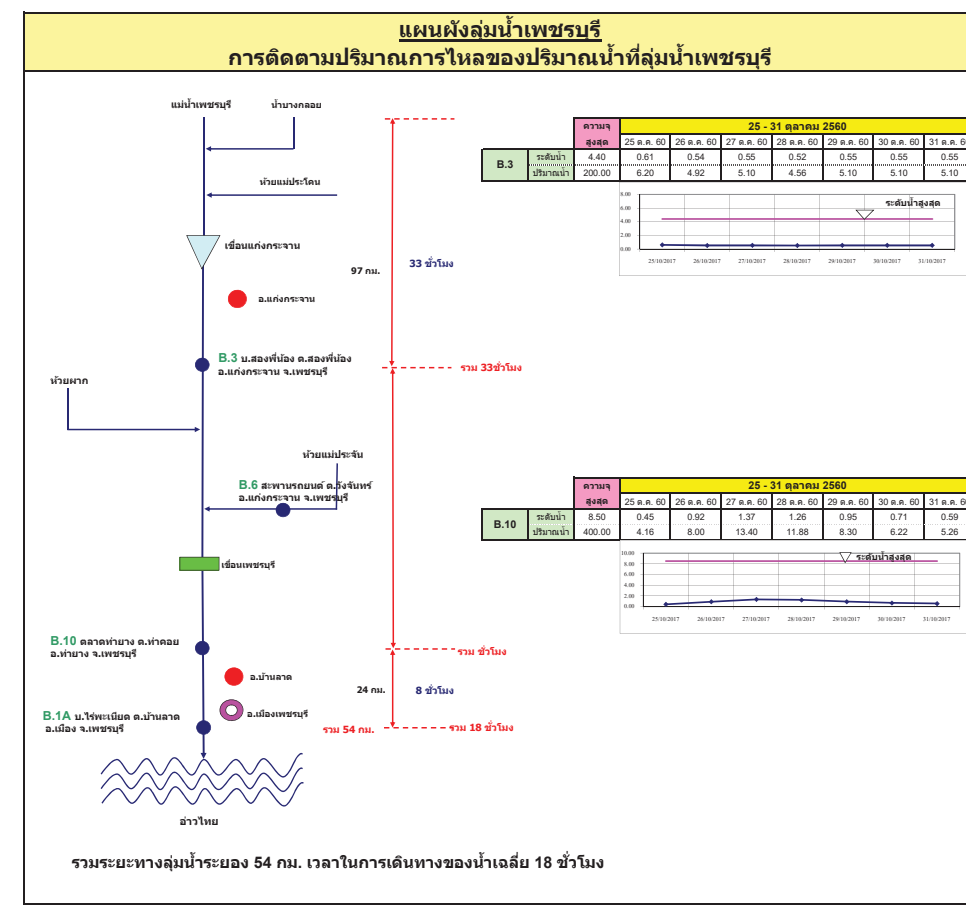 แผนผังลุ่มน้ำเพชรบุรี
การติดตามปริมาณการไหลของปริมาณน้ำที่ลุ่มน้ำเพชรบุรี
แม่น้ำเพชรบุรี
น้ำบางกลอย
ห้วยแม่ประโดน
เขื่อนแก่งกระจาน
97 กม.
33 ชั่วโมง
อ.แก่งกระจาน
B.3 บ.สองพี่น้อง ต.สองพี่น้อง
อ.แก่งกระจาน จ.เพชรบุรี
รวม 33ชั่วโมง
ห้วยผาก
ห้วยแม่ประจัน
B.6 สะพานรถยนต์ ต.วังจันทร์
อ.แก่งกระจาน จ.เพชรบุรี
เขื่อนเพชรบุรี
B.10 ตลาดท่ายาง ต.ท่าคอย
อ.ท่ายาง จ.เพชรบุรี
รวม ชั่วโมง
อ.บ้านลาด
24 กม.
8 ชั่วโมง
B.1A บ.ไร่พะเนียด ต.บ้านลาด
อ.เมือง จ.เพชรบุรี
อ.เมืองเพชรบุรี
รวม 54 กม.
รวม 18 ชั่วโมง
อ่าวไทย
รวมระยะทางลุ่มน้ำระยอง 54 กม. เวลาในการเดินทางของน้ำเฉลี่ย 18 ชั่วโมง
ความจุ 25 - 31 ตุลาคม 2560
สูงสุด 25 ต.ค. 60 26 ต.ค. 60 27 ต.ค. 60 28 ต.ค. 60 29 ต.ค. 60 30 ต.ค. 60 31 ต.ค. 60
B.3
ระดับน้ำ 4.40 0.61 0.54 0.55 0.52 0.55 0.55 0.55
ปริมาณน้ำ 200.00 6.20 4.92 5.10 4.56 5.10 5.10 5.10
8.00
6.00
4.00
2.00
0.00
ระดับน้ำสูงสุด
25/10/2017 26/10/2017 27/10/2017 28/10/2017 29/10/2017 30/10/2017 31/10/2017
ความจุ 25 - 31 ตุลาคม 2560
สูงสุด 25 ต.ค. 60 26 ต.ค. 60 27 ต.ค. 60 28 ต.ค. 60 29 ต.ค. 60 30 ต.ค. 60 31 ต.ค. 60
B.10
ระดับน้ำ 8.50 0.45 0.92 1.37 1.26 0.95 0.71 0.59
ปริมาณน้ำ 400.00 4.16 8.00 13.40 11.88 8.30 6.22 5.26
10.00
8.00
6.00
4.00
2.00
0.00
ระดับน้ำสูงสุด
25/10/2017 26/10/2017 27/10/2017 28/10/2017 29/10/2017 30/10/2017 31/10/2017